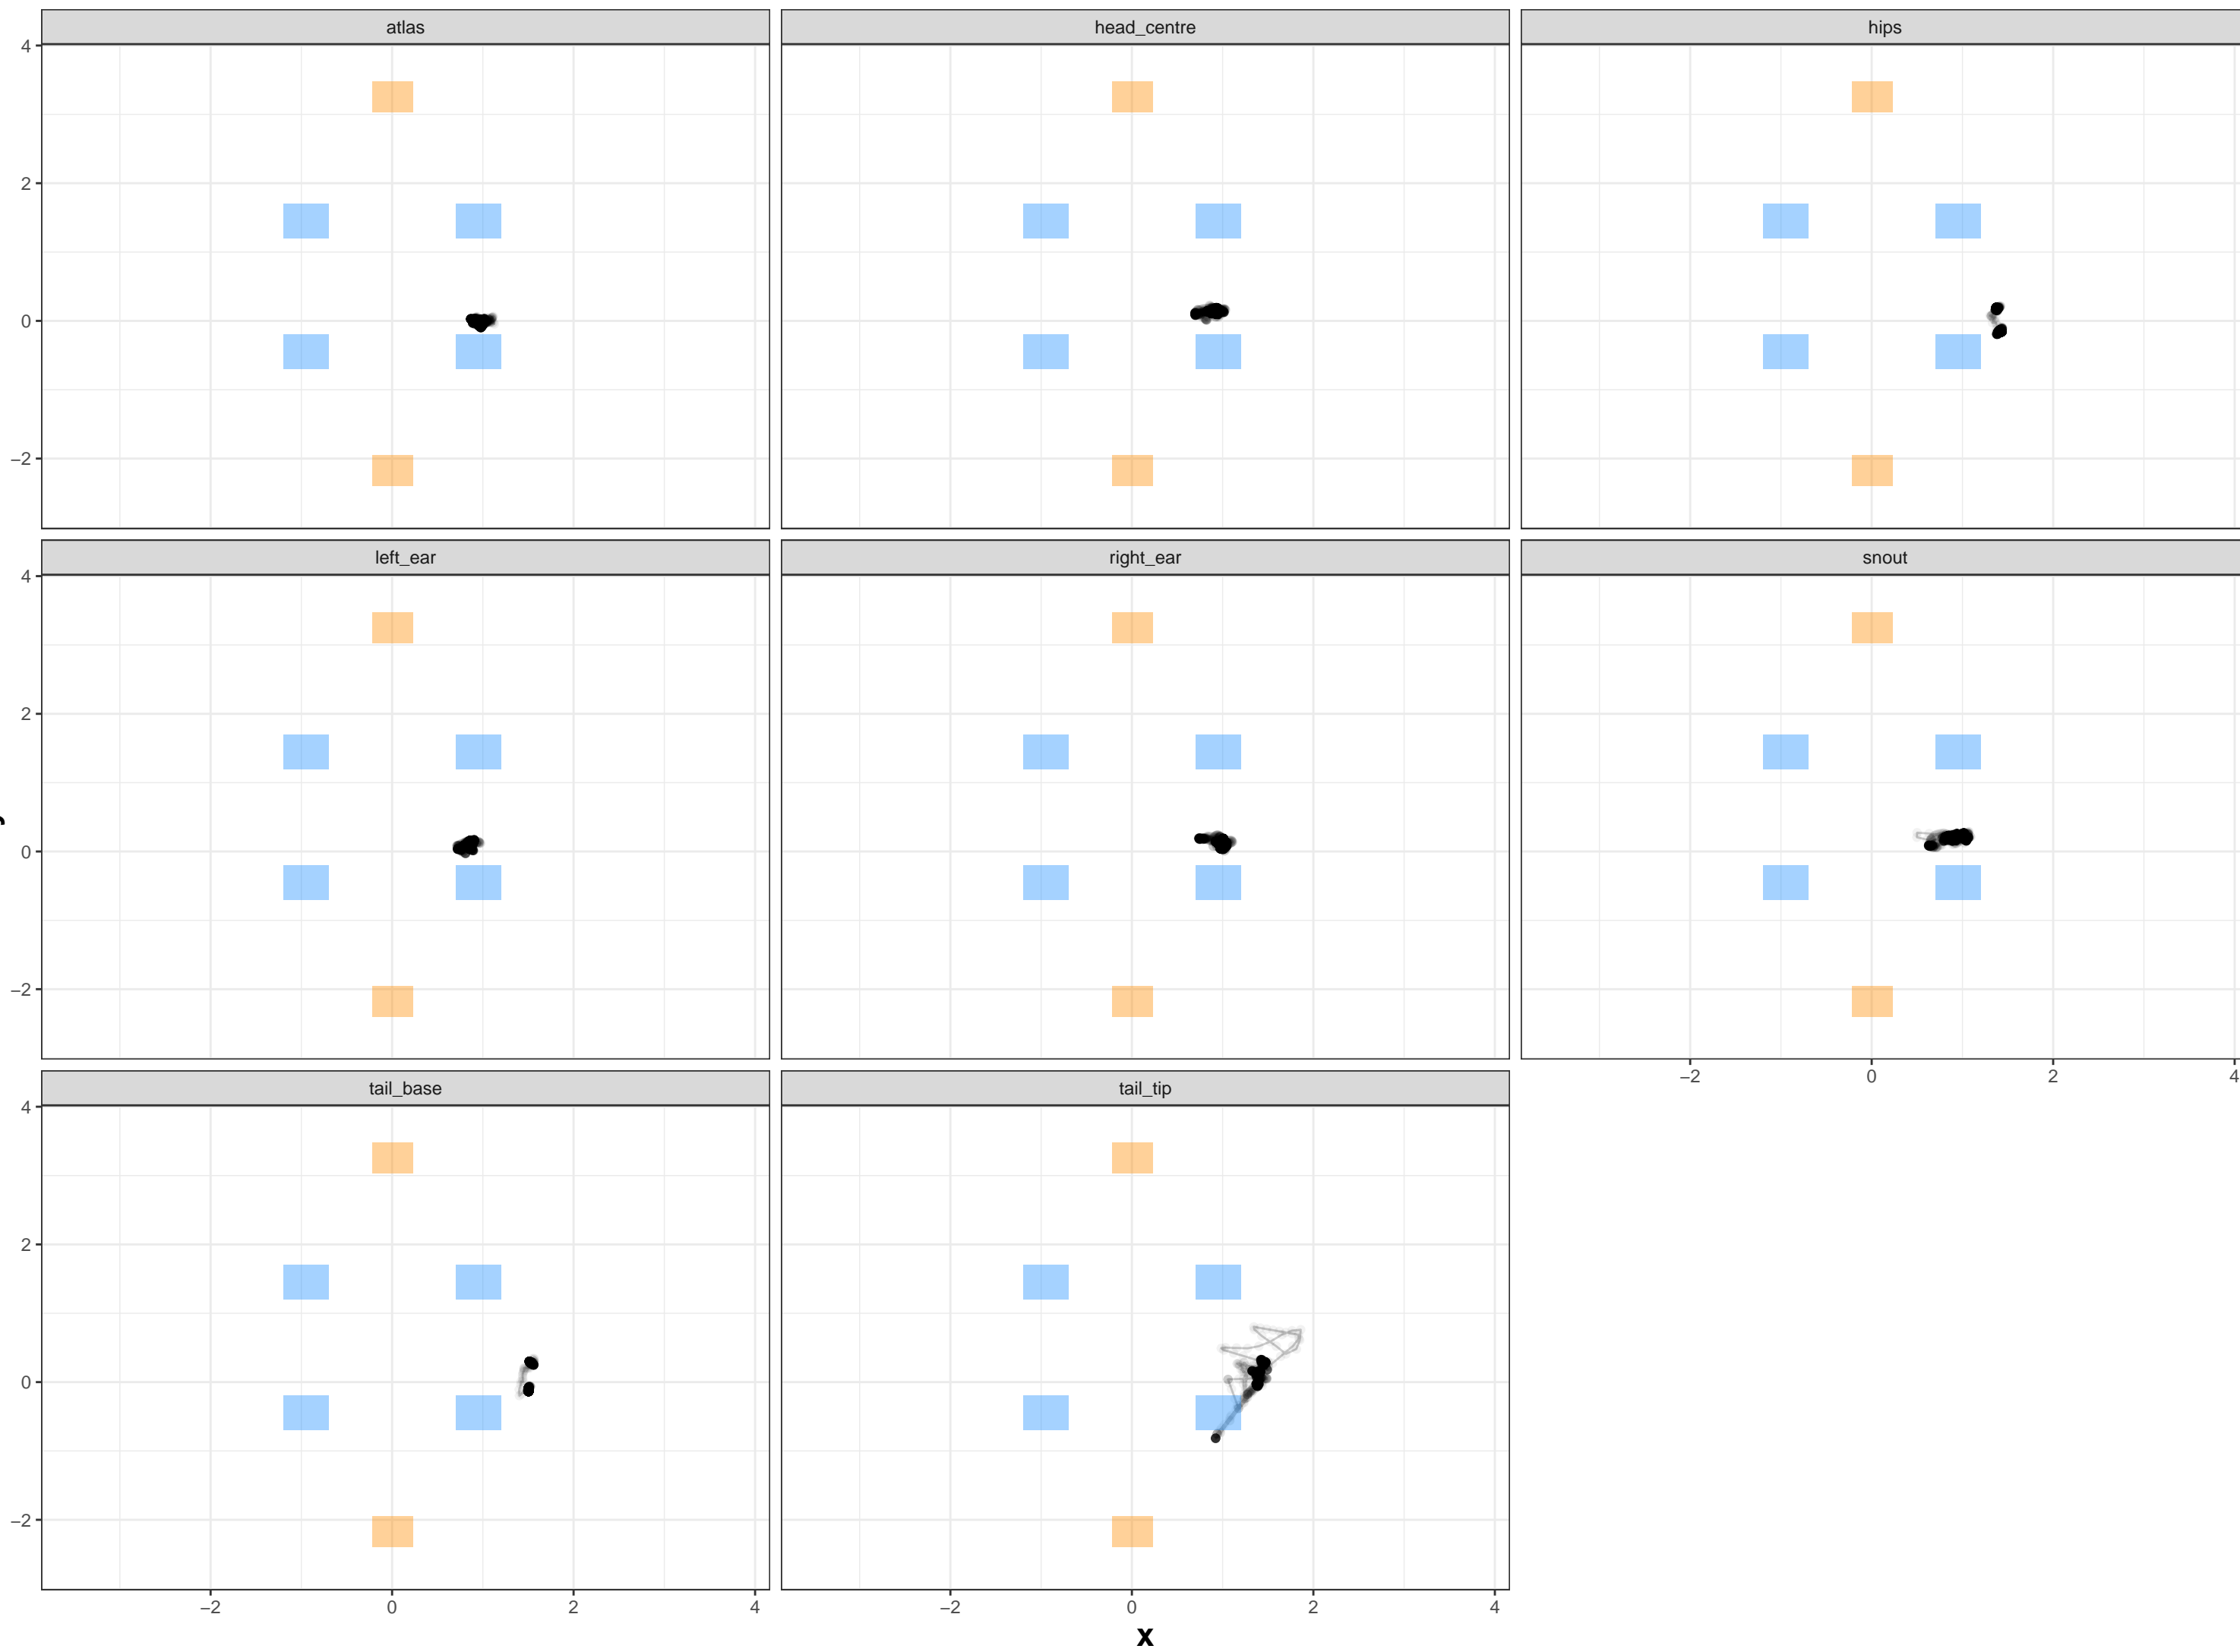 atlas head_centre hips
4
2
0
−2
left_ear right_ear snout
4
2
0
−2
−2 0 2 4
tail_base tail_tip
4
2
0
−2
−2 0 2 4 −2 0 2 4
x